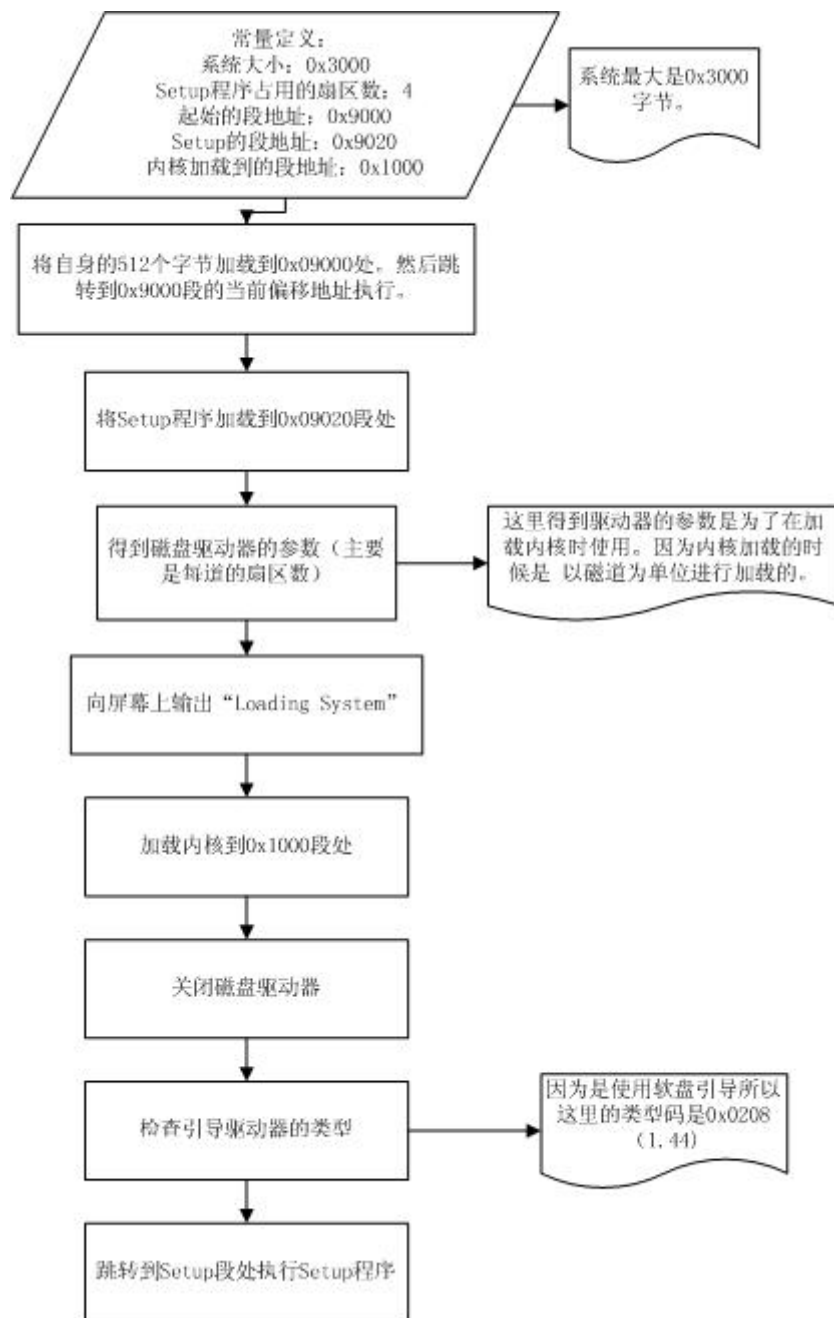 常量定义：
系统大小：0x3000
Setup程序占用的扇区数：4
起始的段地址：0x9000
Setup的段地址：0x9020
内核加载到的段地址：0x1000
系统最大是0x3000
字节。
将自身的512个字节加载到0x09000处。然后跳
转到0x9000段的当前偏移地址执行。
将Setup程序加载到0x09020段处
得到磁盘驱动器的参数（主要
是每道的扇区数）
这里得到驱动器的参数是为了在加
载内核时使用。因为内核加载的时
候是 以磁道为单位进行加载的。
向屏幕上输出“Loading System”
加载内核到0x1000段处
关闭磁盘驱动器
检查引导驱动器的类型
因为是使用软盘引导所以
这里的类型码是0x0208
（1.44）
跳转到Setup段处执行Setup程序